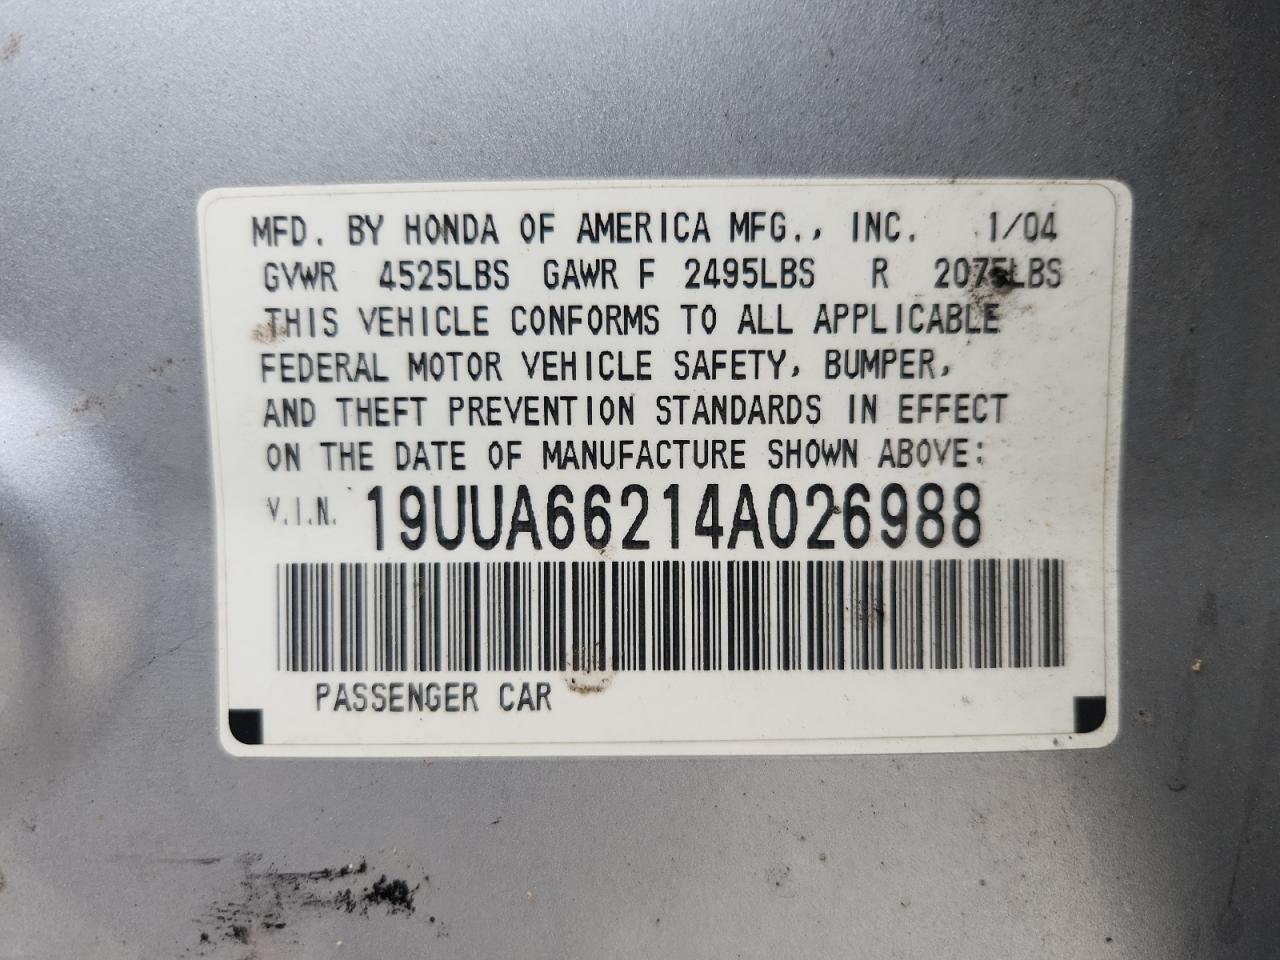 MFD. BY HONDA OF AMERICA MFG., INC. 1/04
GVWR 4525LBS GAWR F 2495LBS R 2075LBS
THIS VEHICLE CONFORMS TO ALL APPLICABLE
FEDERAL MOTOR VEHICLE SAFETY, BUMPER,
AND THEFT PREVENTION STANDARDS IN EFFECT
ON THE DATE OF MANUFACTURE SHOWN ABOVE:
V.I.N. 19UUA66214A026988
PASSENGER CAR